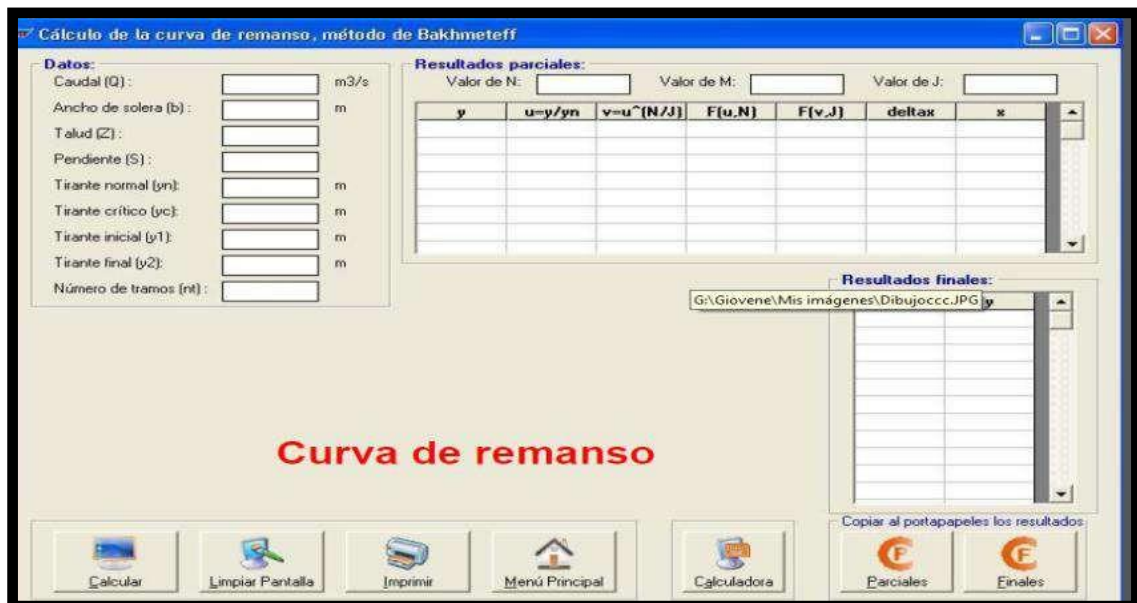 Cálculo de la curva de remanso, método de Bakhmeteff
Datos:
Caudal (Q) : m3/s
Ancho de solera (b) : m
Talud (Z) :
Pendiente (S) :
Tirante normal (yn): m
Tirante crítico (yc): m
Tirante inicial (y1): m
Tirante final (y2): m
Número de tramos (nt) :
Resultados parciales:
Valor de N: Valor de M: Valor de J:
y u=y/yn v=u^(N/J) F(u,N) F(v,J) deltax x
Resultados finales:
G:\Giovene\Mis imágenes\Dibujoccc.JPG y
Curva de remanso
Copiar al portapapeles los resultados
Calcular Limpiar Pantalla Imprimir Menú Principal Calculadora Parciales Finales